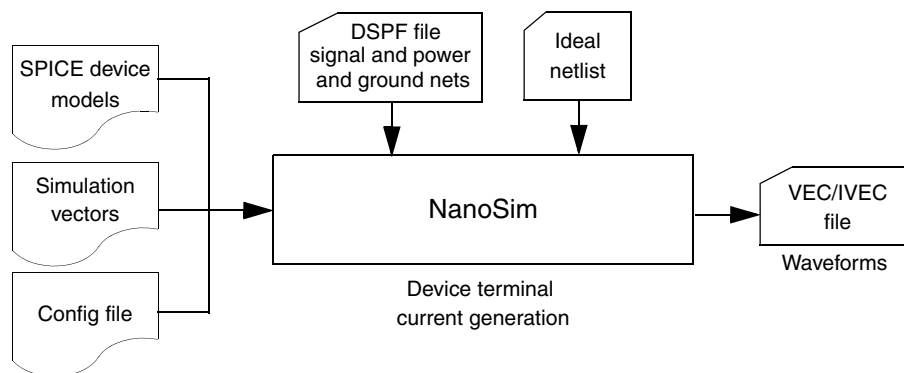 DSPF file
signal and power
and ground nets
Ideal
netlist
SPICE device
models
Simulation
vectors
Config file
NanoSim
Device terminal
current generation
VEC/IVEC
file
Waveforms